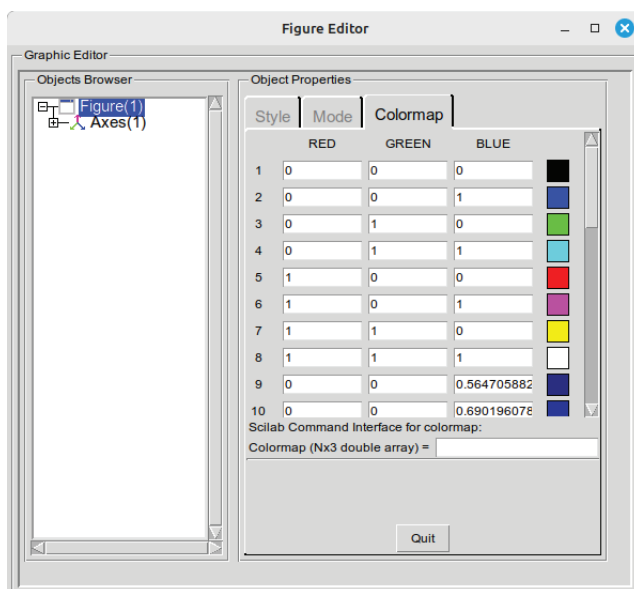 Figure Editor
Graphic Editor
Objects Browser
Figure(1)
Axes(1)
Object Properties
Style Mode Colormap
RED GREEN BLUE
1 0 0 0
2 0 0 1
3 0 1 0
4 0 1 1
5 1 0 0
6 1 0 1
7 1 1 0
8 1 1 1
9 0 0 0.564705882
10 0 0 0.690196078
Scilab Command Interface for colormap:
Colormap (Nx3 double array) =
Quit